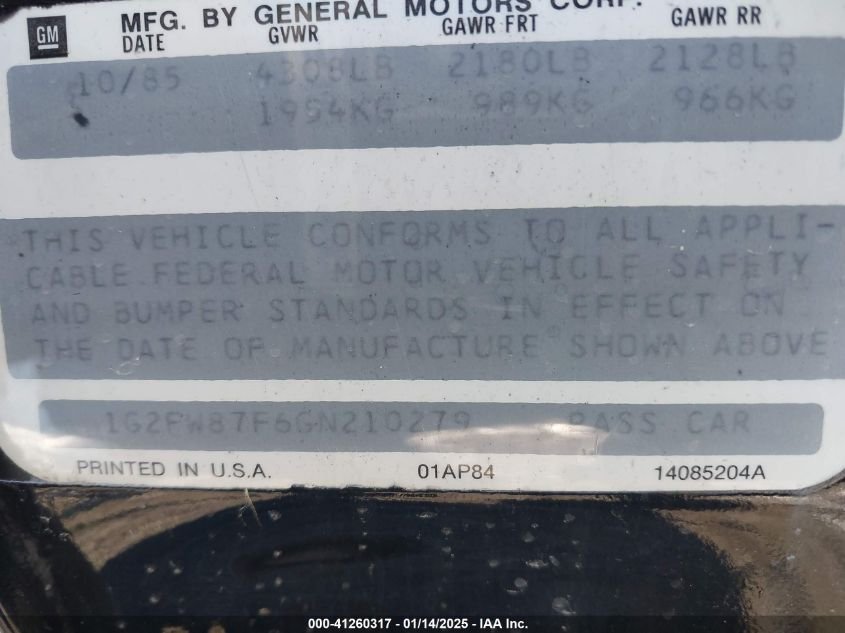 GM
MFG. BY GENERAL MOTORS CORP.
DATE GVWR GAWR FRT GAWR RR
10/85 4308LB 2180LB 2128LB
1954KG 989KG 966KG
THIS VEHICLE CONFORMS TO ALL APPLI-
CABLE FEDERAL MOTOR VEHICLE SAFETY
AND BUMPER STANDARDS IN EFFECT ON
THE DATE OF MANUFACTURE SHOWN ABOVE
1G2FW87F6GN210279 PASS CAR
PRINTED IN U.S.A. 01AP84 14085204A
000-41260317 - 01/14/2025 - IAA Inc.